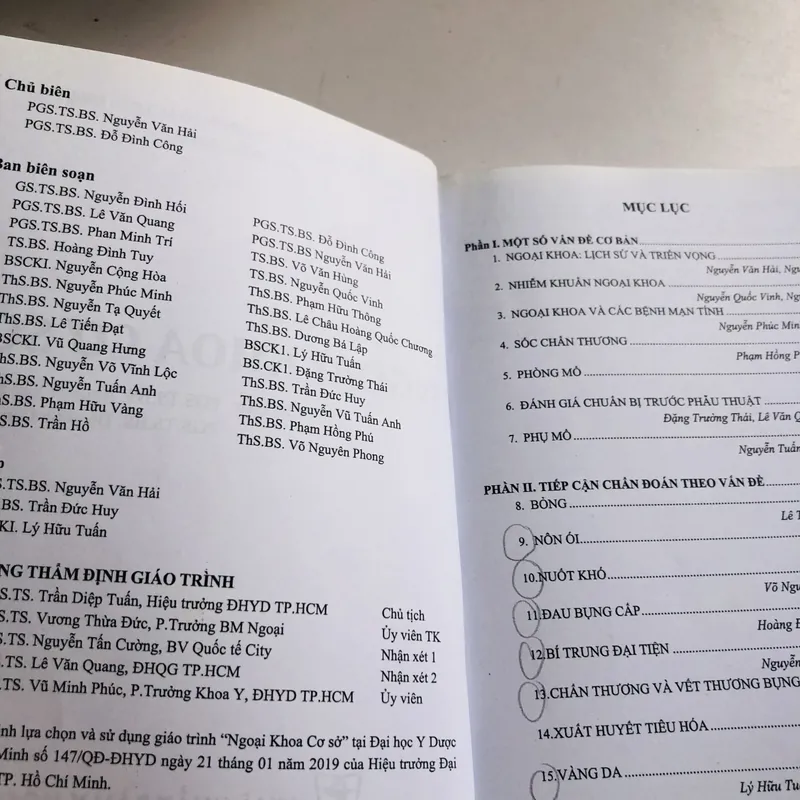 Chủ biên
PGS.TS.BS. Nguyễn Văn Hải
PGS.TS.BS. Đỗ Đình Công
Ban biên soạn
GS.TS.BS. Nguyễn Đình Hối
PGS.TS.BS. Lê Văn Quang
PGS.TS.BS. Phan Minh Trí
TS.BS. Hoàng Đình Tuy
BSCKI. Nguyễn Cộng Hòa
ThS.BS. Nguyễn Phúc Minh
ThS.BS. Nguyễn Tạ Quyết
ThS.BS. Lê Tiến Đạt
BSCKI. Vũ Quang Hưng
ThS.BS. Nguyễn Võ Vĩnh Lộc
ThS.BS. Nguyễn Tuấn Anh
ThS.BS. Phạm Hữu Vàng
ThS.BS. Trần Hồ
PGS.TS.BS. Đỗ Đình Công
PGS.TS.BS Nguyễn Văn Hải
TS.BS. Võ Văn Hùng
TS.BS. Nguyễn Quốc Vinh
ThS.BS. Phạm Hữu Thông
ThS.BS. Lê Châu Hoàng Quốc Chương
ThS.BS. Dương Bá Lập
BSCK1. Lý Hữu Tuấn
BS.CK1. Đặng Trường Thái
ThS.BS. Trần Đức Huy
ThS.BS. Nguyễn Vũ Tuấn Anh
ThS.BS. Phạm Hồng Phú
ThS.BS. Võ Nguyên Phong
S.TS.BS. Nguyễn Văn Hải
.BS. Trần Đức Huy
CKI. Lý Hữu Tuấn
NG THẨM ĐỊNH GIÁO TRÌNH
S.TS. Trần Diệp Tuấn, Hiệu trưởng ĐHYD TP.HCM Chủ tịch
S.TS. Vương Thừa Đức, P.Trưởng BM Ngoại Ủy viên TK
S.TS. Nguyễn Tấn Cường, BV Quốc tế City Nhận xét 1
S.TS. Lê Văn Quang, ĐHQG TP.HCM Nhận xét 2
S.TS. Vũ Minh Phúc, P.Trưởng Khoa Y, ĐHYD TP.HCM Ủy viên
nh lựa chọn và sử dụng giáo trình “Ngoại Khoa Cơ sở” tại Đại học Y Dược
Minh số 147/QĐ-ĐHYD ngày 21 tháng 01 năm 2019 của Hiệu trưởng Đại
TP. Hồ Chí Minh.
MỤC LỤC
Phần I. MỘT SỐ VẤN ĐỀ CƠ BẢN
1. NGOẠI KHOA: LỊCH SỬ VÀ TRIỂN VỌNG
Nguyễn Văn Hải, Ng
2. NHIỄM KHUẨN NGOẠI KHOA
Nguyễn Quốc Vinh, Ng
3. NGOẠI KHOA VÀ CÁC BỆNH MẠN TÍNH
Nguyễn Phúc Min
4. SỐC CHẤN THƯƠNG
Phạm Hồng P
5. PHÒNG MỔ
6. ĐÁNH GIÁ CHUẨN BỊ TRƯỚC PHẪU THUẬT
Đặng Trường Thái, Lê Văn Q
7. PHỤ MỔ
Nguyễn Tuấn
PHẦN II. TIẾP CẬN CHẨN ĐOÁN THEO VẤN ĐỀ
8. BỎNG
Lê T
9. NÔN ÓI
10.NUỐT KHÓ
Võ Ng
11.ĐAU BỤNG CẤP
Hoàng Đ
12.BÍ TRUNG ĐẠI TIỆN
Nguyễn
13.CHẤN THƯƠNG VÀ VẾT THƯƠNG BỤNG
14.XUẤT HUYẾT TIÊU HÓA
15.VÀNG DA
Lý Hữu Tu